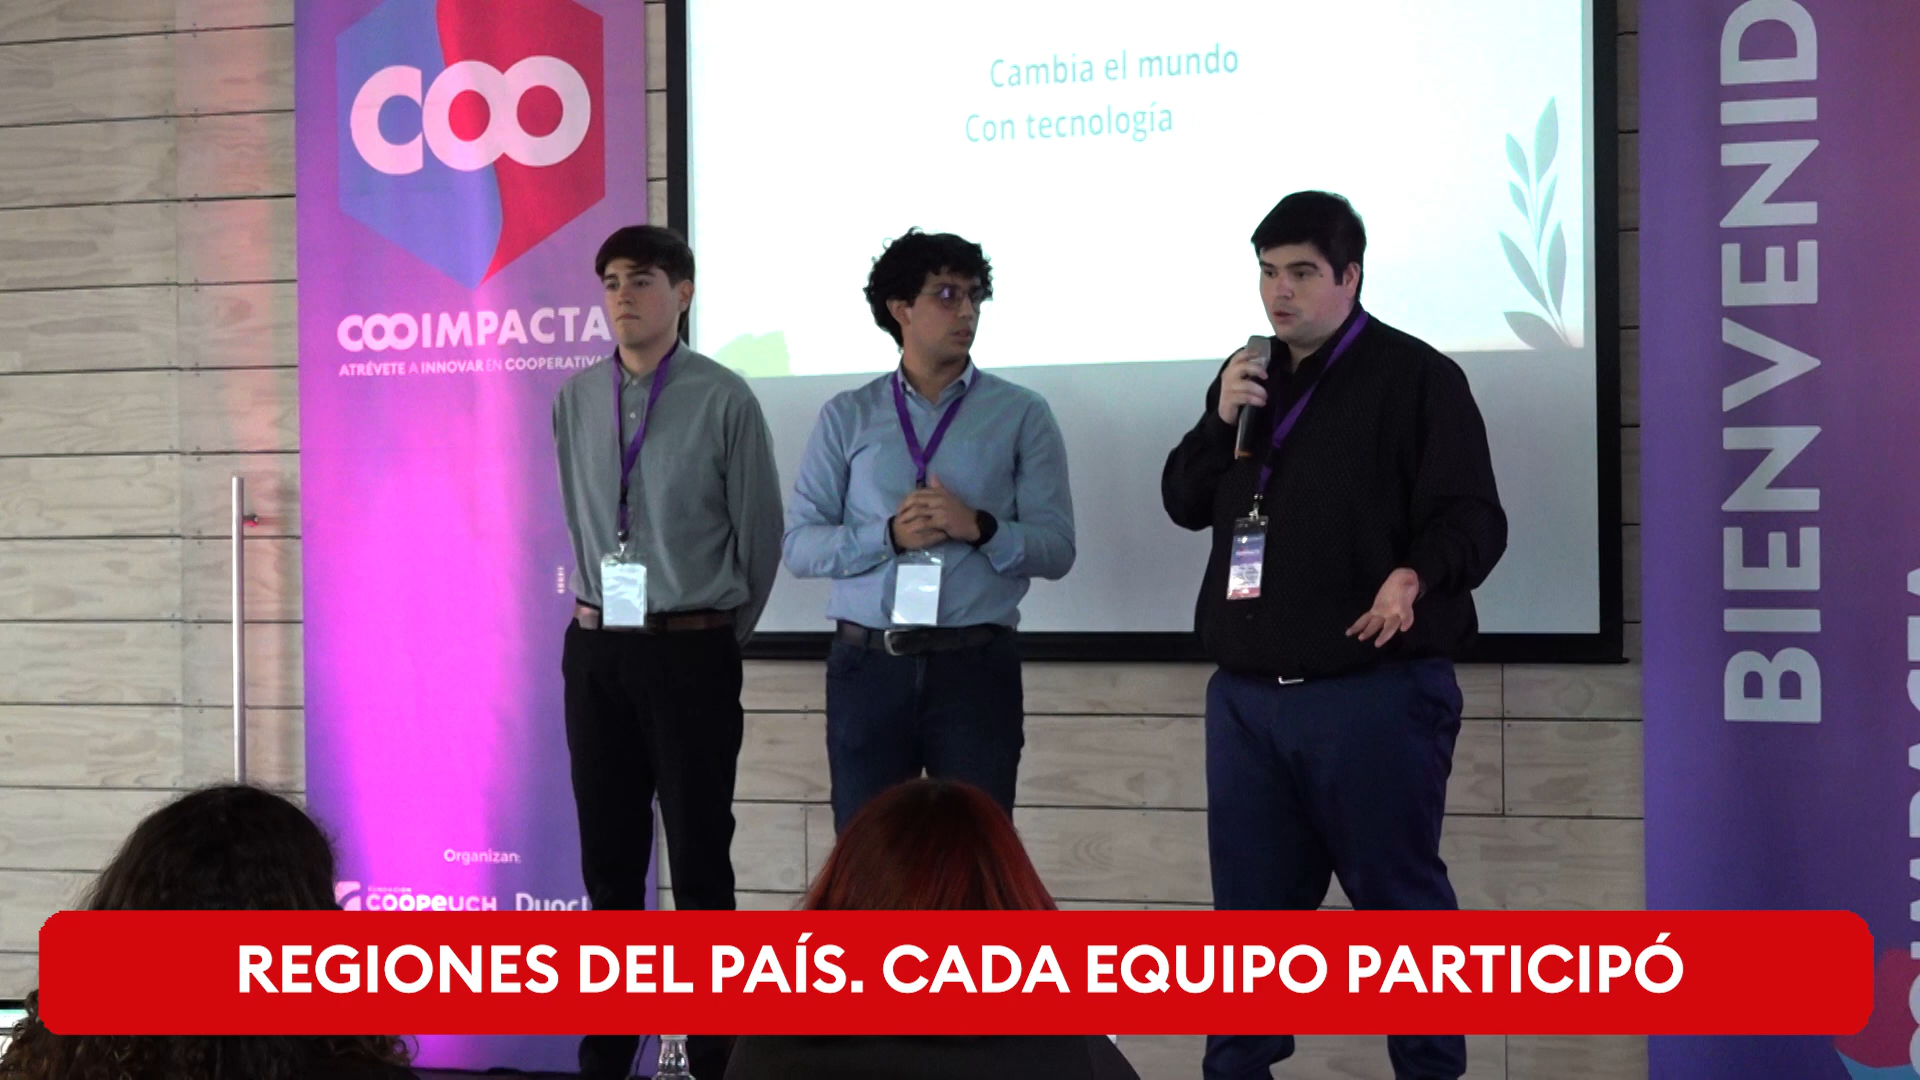 COO
COOIMPACTA
ATRÉVETE A INNOVAR EN COOPERATIVA
Cambia el mundo
Con tecnología
BIENVENID
Organizan:
FUNDACIÓN
COOPEUCH
REGIONES DEL PAÍS. CADA EQUIPO PARTICIPÓ